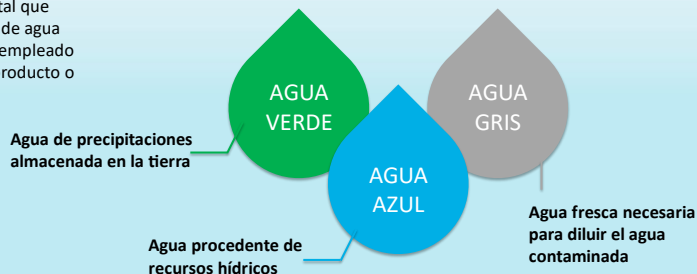 tal que
de agua
empleado
roducto o
AGUA
VERDE
AGUA
GRIS
Agua de precipitaciones
almacenada en la tierra
AGUA
AZUL
Agua procedente de
recursos hídricos
Agua fresca necesaria
para diluir el agua
contaminada